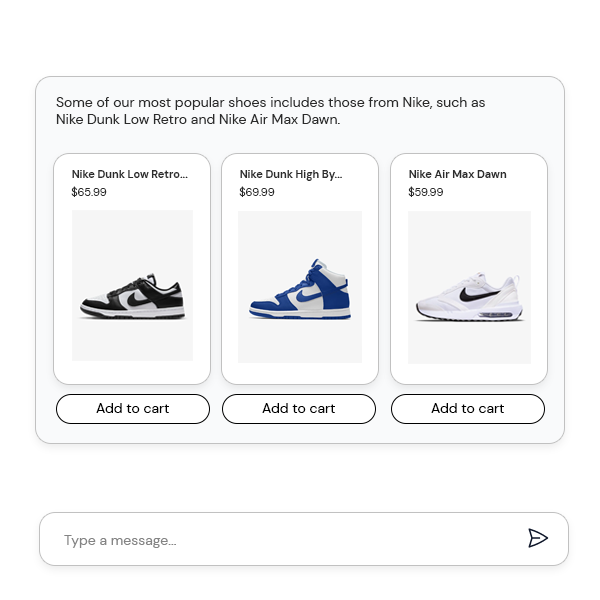 Some of our most popular shoes includes those from Nike, such as
Nike Dunk Low Retro and Nike Air Max Dawn.
Nike Dunk Low Retro...
$65.99
Nike Dunk High By...
$69.99
Nike Air Max Dawn
$59.99
Add to cart
Add to cart
Add to cart
Type a message...